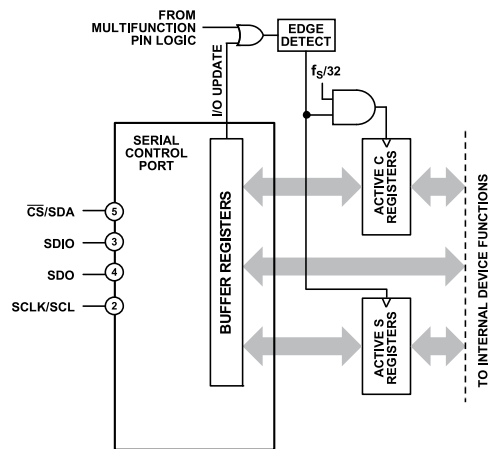 FROM
MULTIFUNCTION
PIN LOGIC
EDGE
DETECT
I/O UPDATE
fS/32
SERIAL
CONTROL
PORT
CS/SDA
5
SDIO
3
SDO
4
SCLK/SCL
2
BUFFER REGISTERS
ACTIVE C
REGISTERS
ACTIVE S
REGISTERS
TO INTERNAL DEVICE FUNCTIONS